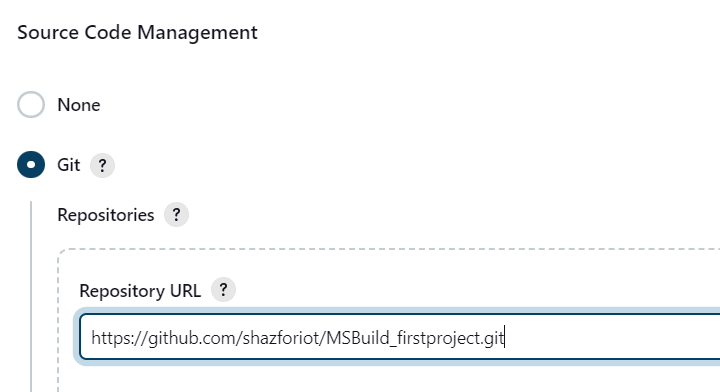 Source Code Management
None
Git ?
Repositories ?
Repository URL ?
https://github.com/shazforiot/MSBuild_firstproject.git